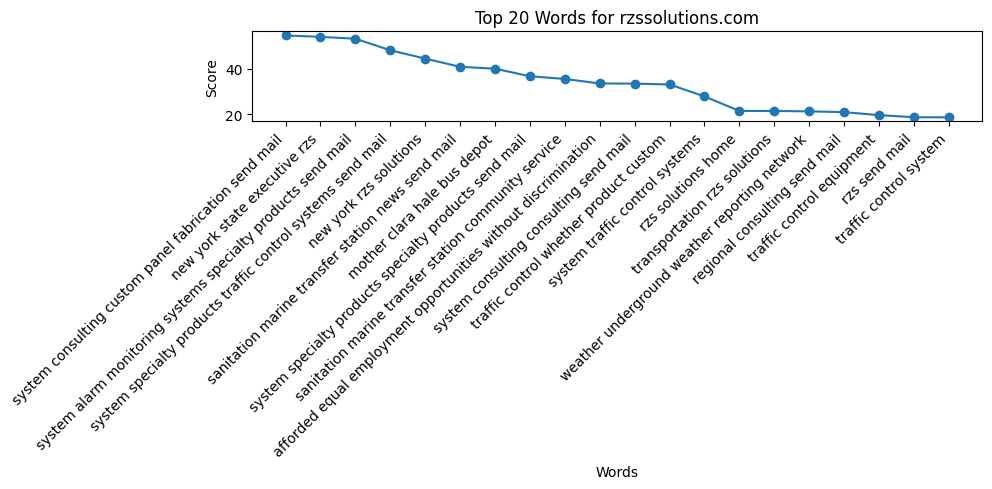 Top 20 Words for rzssolutions.com
Score
40
20
system consulting custom panel fabrication send mail
new york state executive rzs
system alarm monitoring systems specialty products send mail
system specialty products traffic control systems send mail
new york rzs solutions
sanitation marine transfer station news send mail
mother clara hale bus depot
system specialty products specialty products send mail
sanitation marine transfer station community service
afforded equal employment opportunities without discrimination
system consulting consulting send mail
traffic control whether product custom
system traffic control systems
rzs solutions home
transportation rzs solutions
weather underground weather reporting network
regional consulting send mail
traffic control equipment
rzs send mail
traffic control system
Words